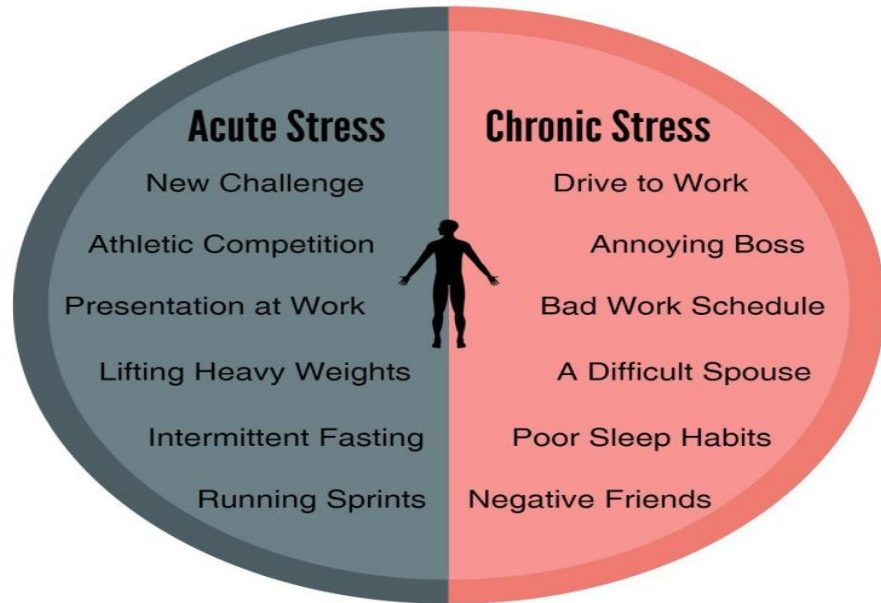 Acute Stress
New Challenge
Athletic Competition
Presentation at Work
Lifting Heavy Weights
Intermittent Fasting
Running Sprints
Chronic Stress
Drive to Work
Annoying Boss
Bad Work Schedule
A Difficult Spouse
Poor Sleep Habits
Negative Friends